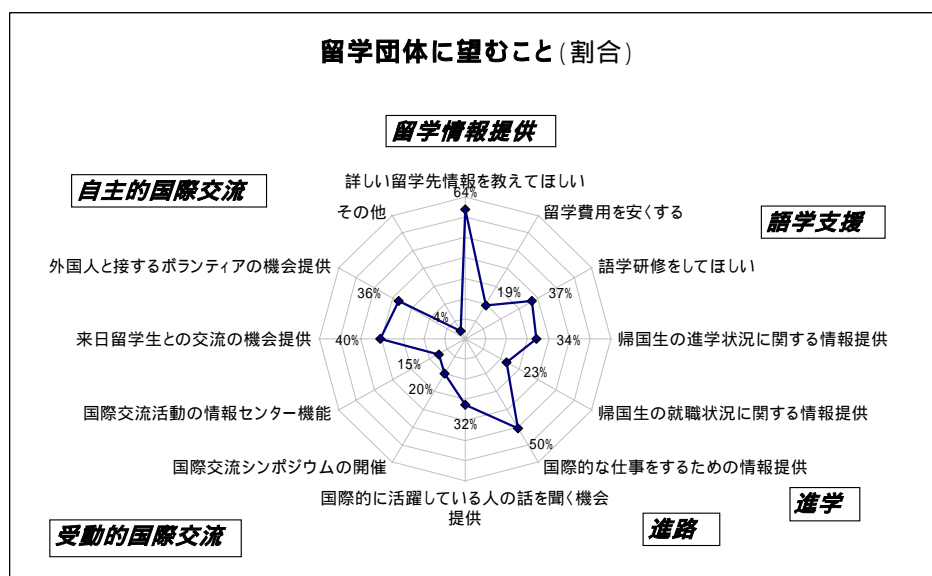 留学団体に望むこと(割合)
留学情報提供
自主的国際交流
詳しい留学先情報を教えてほしい
64%
その他
留学費用を安くする
語学支援
外国人と接するボランティアの機会提供
語学研修をしてほしい
36%
19%
37%
4%
来日留学生との交流の機会提供
40%
34%
帰国生の進学状況に関する情報提供
15%
23%
20%
国際交流活動の情報センター機能
帰国生の就職状況に関する情報提供
32%
50%
国際交流シンポジウムの開催
国際的な仕事をするための情報提供
国際的に活躍している人の話を聞く機会
提供
進学
進路
受動的国際交流